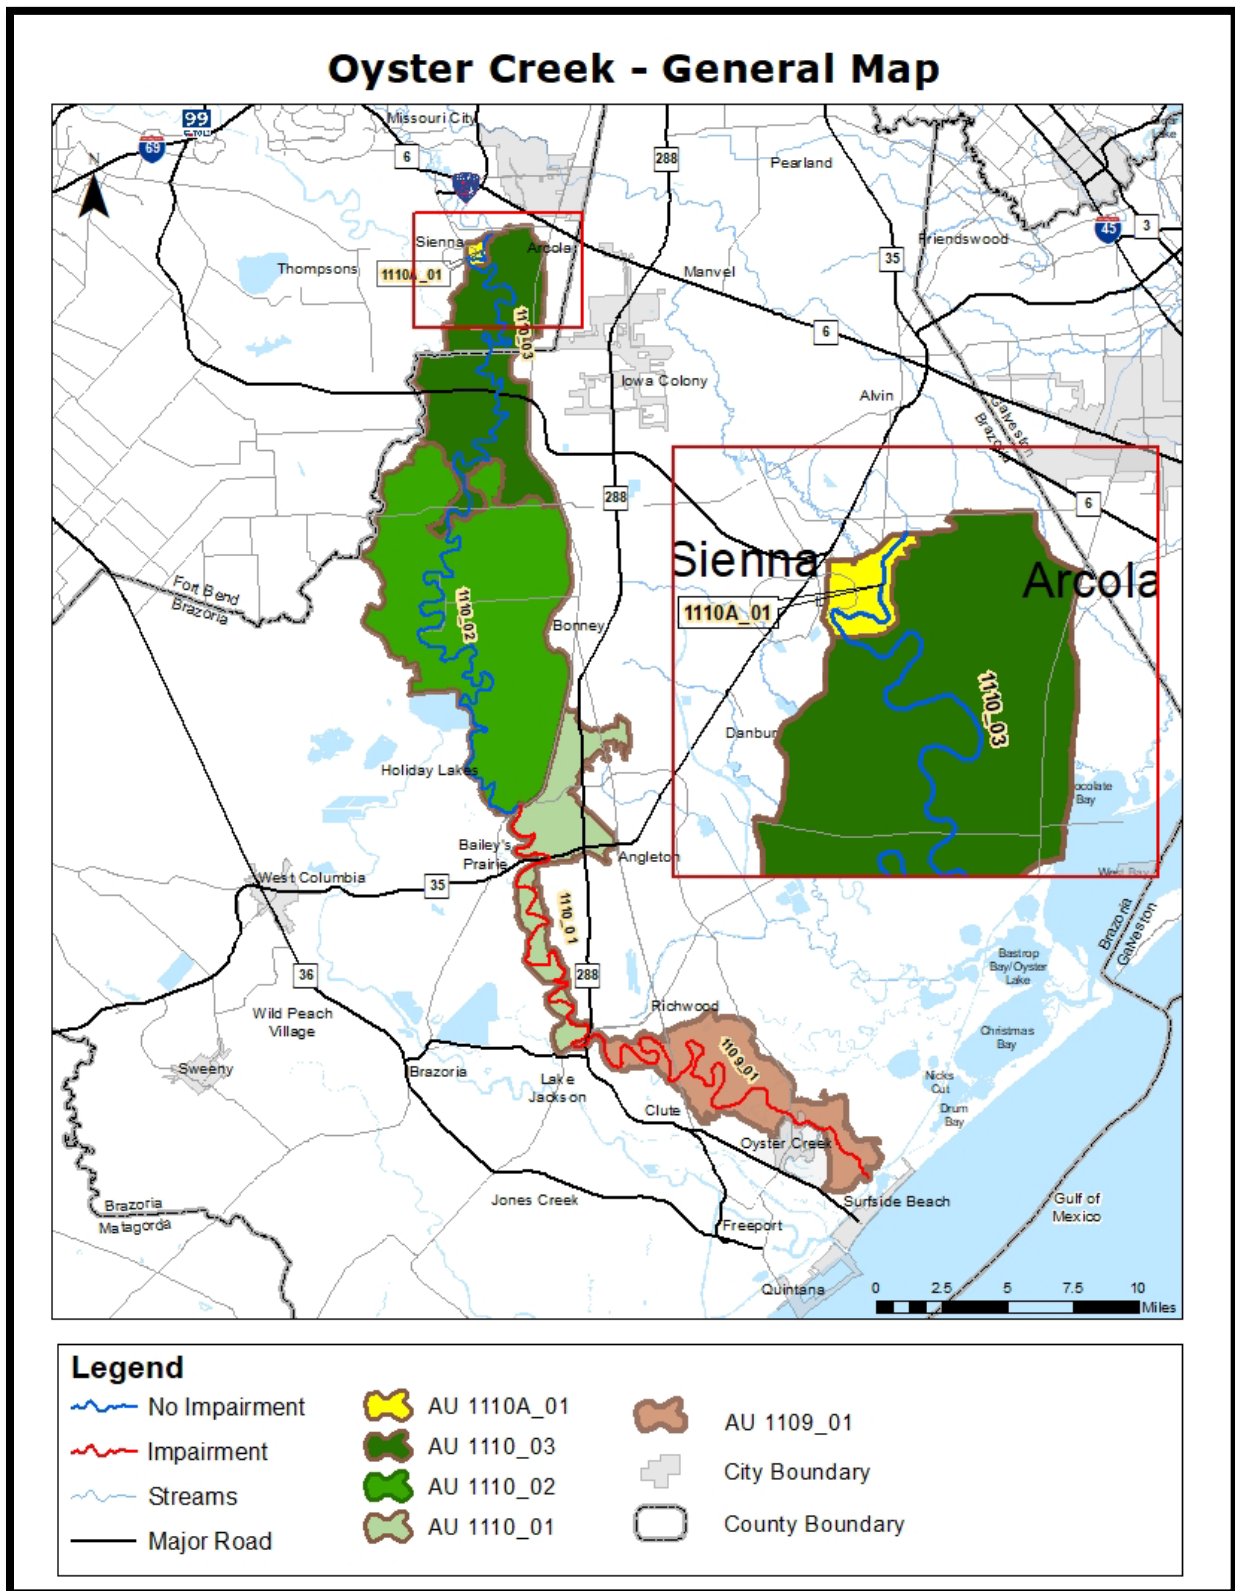 Oyster Creek - General Map
99
Missouri City
69
6
288
Pearland
N
45
3
Sienna
Arcola
Friendswood
35
Thompsons
1110A_01
Manvel
1110_03
6
Iowa Colony
Alvin
Galveston
Brazoria
288
6
Sienna
Arcola
Fort Bend
Brazoria
1110_02
1110A_01
Bonney
1110_03
Danbur
Holiday Lakes
ocolate
Bay
Bailey's
Prairie
Angleton
West Columbia
35
West Bay
1110_01
Brazoria
Galveston
36
288
Bastrop
Bay/Oyster
Lake
Richwood
Wild Peach
Village
Christmas
Bay
1109_01
Sweeny
Brazoria
Nicks
Cut
Lake
Jackson
Clute
Drum
Bay
Oyster Creek
Brazoria
Matagorda
Jones Creek
Surfside Beach
Gulf of
Mexico
Freeport
Quintana
0 2.5 5 7.5 10
Miles
Legend
No Impairment
Impairment
Streams
Major Road
AU 1110A_01
AU 1110_03
AU 1110_02
AU 1110_01
AU 1109_01
City Boundary
County Boundary